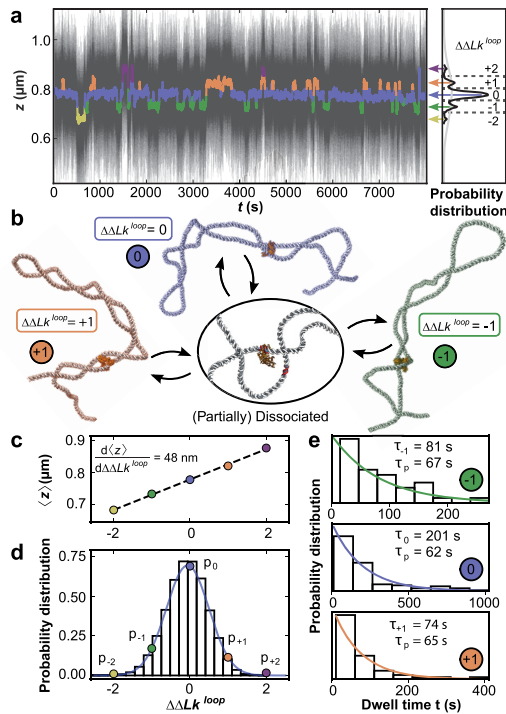 a
z (μm)
1.0
0.8
0.6
0 1000 2000 3000 4000 5000 6000 7000
t (s)
ΔΔLk^loop
+2
+1
0
-1
-2
Probability
distribution
b
ΔΔLk^loop = 0
0
ΔΔLk^loop = +1
+1
ΔΔLk^loop = -1
-1
(Partially) Dissociated
c
⟨z⟩(μm)
0.9
0.8
0.7
d⟨z⟩
dΔΔLk^loop
= 48 nm
-2 0 2
d
Probability distribution
0.75
0.50
0.25
0.00
p-2
p-1
p0
p+1
p+2
-2 -1 0 1 2
ΔΔLk^loop
e
Probability distribution
τ-1 = 81 s
τp = 67 s
-1
0 100 200
τ0 = 201 s
τp = 62 s
0
0 500 1000
τ+1 = 74 s
τp = 65 s
+1
0 200 400
Dwell time t (s)